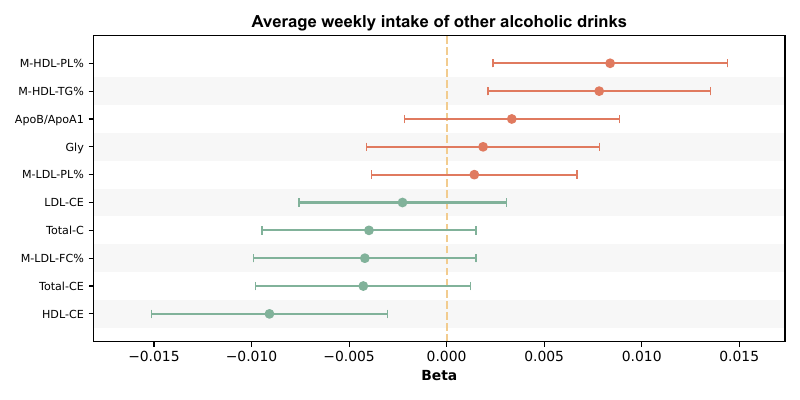 Average weekly intake of other alcoholic drinks
M-HDL-PL%
M-HDL-TG%
ApoB/ApoA1
Gly
M-LDL-PL%
LDL-CE
Total-C
M-LDL-FC%
Total-CE
HDL-CE
−0.015 −0.010 −0.005 0.000 0.005 0.010 0.015
Beta